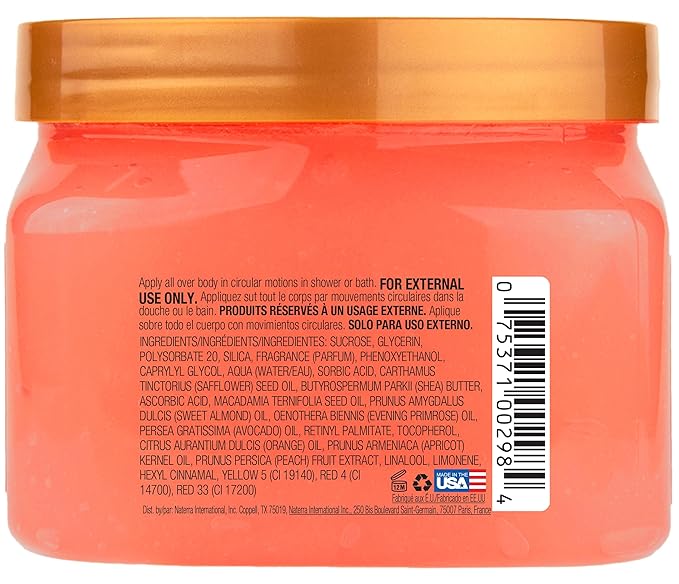 Apply all over body in circular motions in shower or bath. FOR EXTERNAL
USE ONLY. Appliquez sut tout le corps par mouvements circulaires dans la
douche ou le bain. PRODUITS RÉSERVÉS À UN USAGE EXTERNE. Aplique
sobre todo el cuerpo con movimientos circulares. SOLO PARA USO EXTERNO.
INGREDIENTS/INGRÉDIENTS/INGREDIENTES: SUCROSE, GLYCERIN,
POLYSORBATE 20, SILICA, FRAGRANCE (PARFUM), PHENOXYETHANOL,
CAPRYLYL GLYCOL, AQUA (WATER/EAU), SORBIC ACID, CARTHAMUS
TINCTORIUS (SAFFLOWER) SEED OIL, BUTYROSPERMUM PARKII (SHEA) BUTTER,
ASCORBIC ACID, MACADAMIA TERNIFOLIA SEED OIL, PRUNUS AMYGDALUS
DULCIS (SWEET ALMOND) OIL, OENOTHERA BIENNIS (EVENING PRIMROSE) OIL,
PERSEA GRATISSIMA (AVOCADO) OIL, RETINYL PALMITATE, TOCOPHEROL,
CITRUS AURANTIUM DULCIS (ORANGE) OIL, PRUNUS ARMENIACA (APRICOT)
KERNEL OIL, PRUNUS PERSICA (PEACH) FRUIT EXTRACT, LINALOOL, LIMONENE,
HEXYL CINNAMAL, YELLOW 5 (CI 19140), RED 4 (CI
14700), RED 33 (CI 17200)
12M
MADE IN THE
USA
Fabriqué aux É.U./Fabricado en EE.UU
Dist. by/par: Naterra International, Inc. Coppell, TX 75019, Naterra International Inc., 250 Bis Boulevard Saint-Germain, 75007 Paris, France
0 75371 00298 4